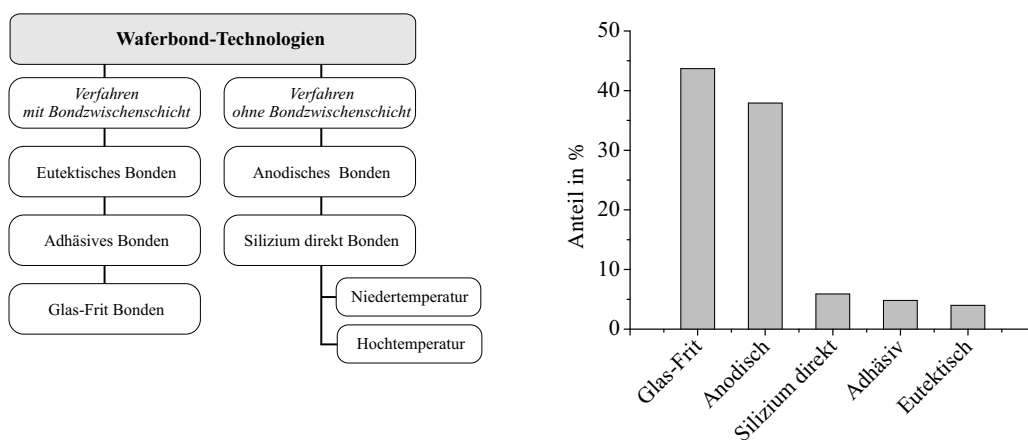 Waferbond-Technologien
Verfahren
mit Bondzwischenschicht
Eutektisches Bonden
Adhäsives Bonden
Glas-Frit Bonden
Verfahren
ohne Bondzwischenschicht
Anodisches Bonden
Silizium direkt Bonden
Niedertemperatur
Hochtemperatur
Anteil in %
50
40
30
20
10
0
Glas-Frit
Anodisch
Silizium direkt
Adhäsiv
Eutektisch